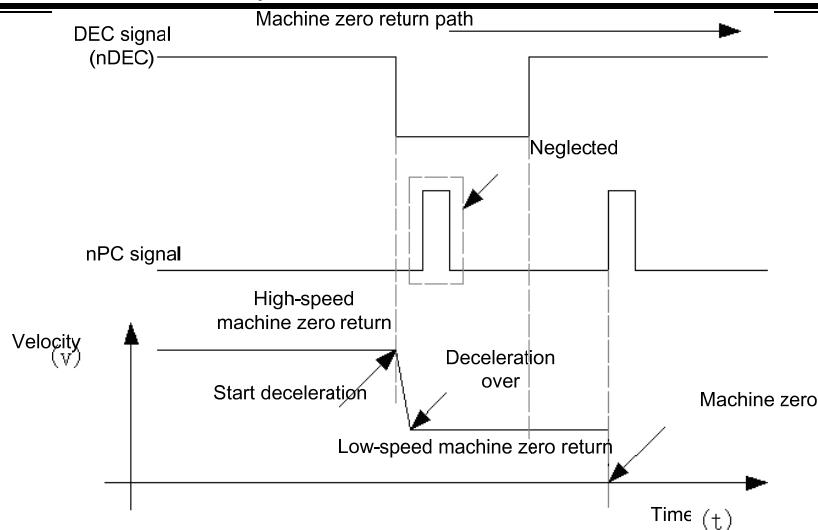 Machine zero return path
DEC signal
(nDEC)
Neglected
nPC signal
High-speed
machine zero return
Velocity
(v)
Deceleration
over
Start deceleration
Machine zero
Low-speed machine zero return
Time (t)